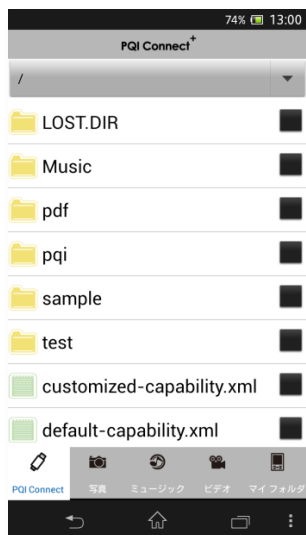 74% 13:00
PQI Connect+
/
LOST.DIR
Music
pdf
pqi
sample
test
customized-capability.xml
default-capability.xml
PQI Connect 写真 ミュージック ビデオ マイ フォルダ